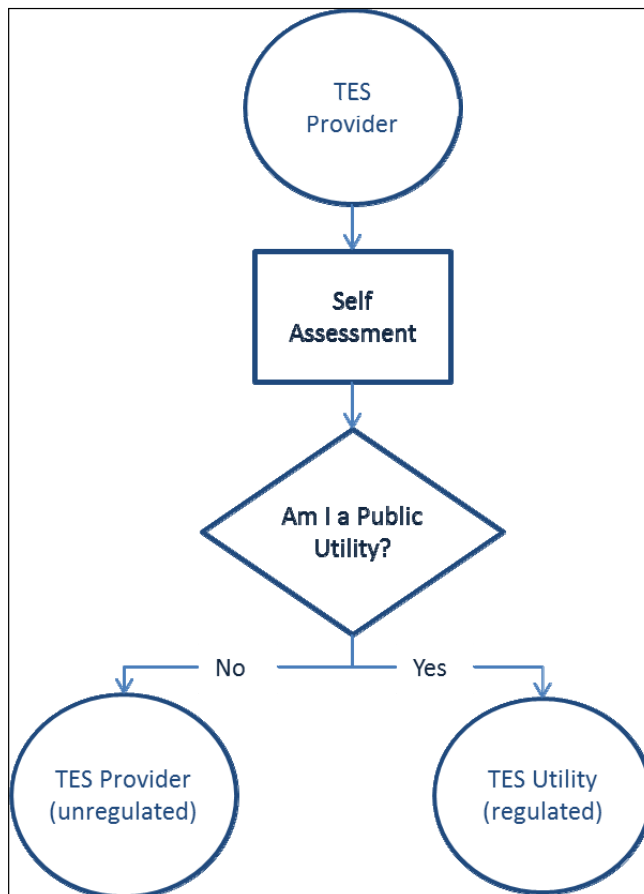 TES
Provider
Self
Assessment
Am I a Public
Utility?
No
Yes
TES Provider
(unregulated)
TES Utility
(regulated)